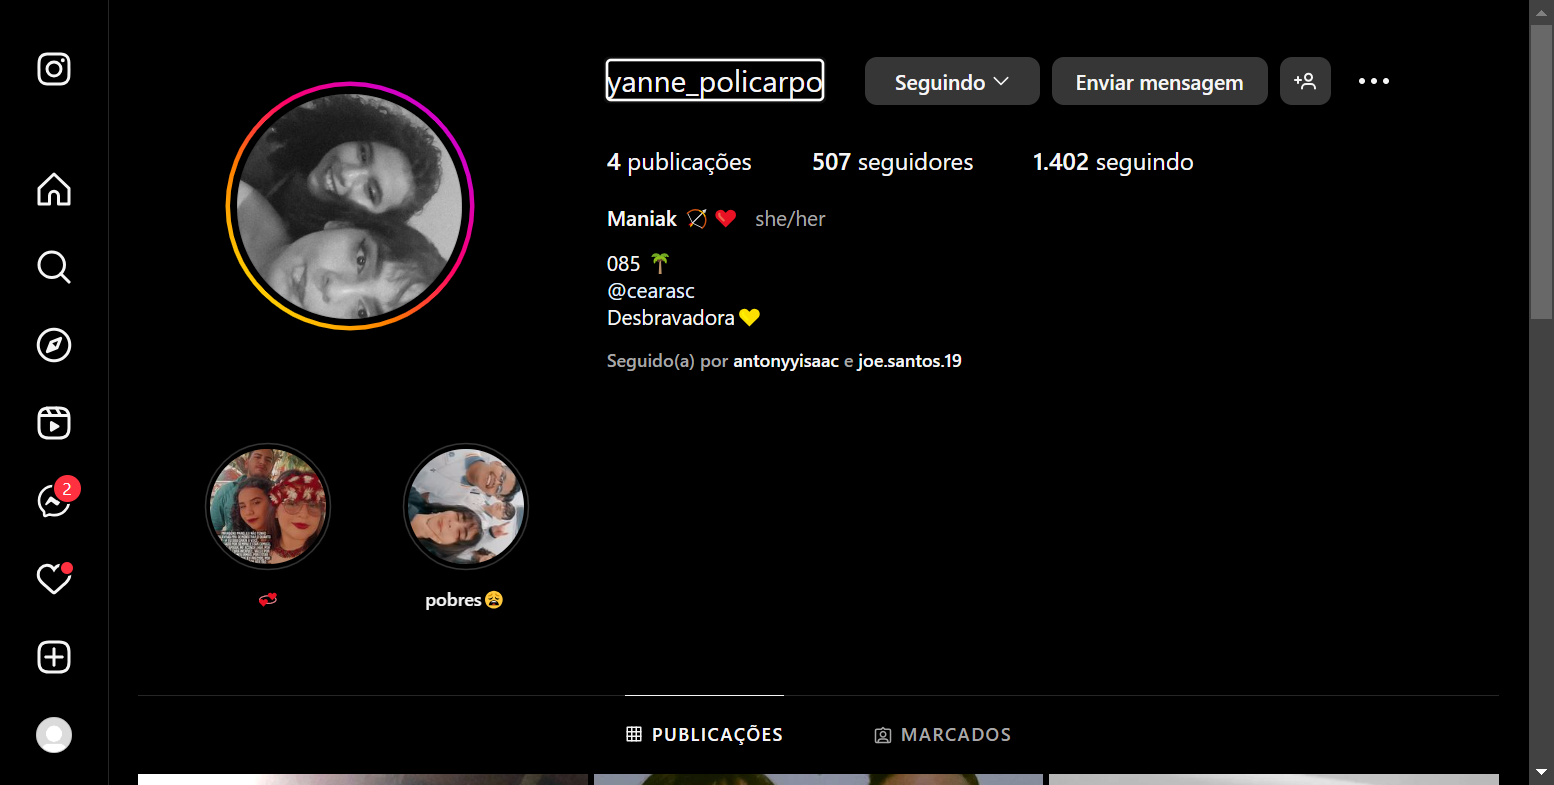 yanne_policarpo
Seguindo
Enviar mensagem
4 publicações
507 seguidores
1.402 seguindo
Maniak 🏹 ❤️ she/her
085 🌴
@cearasc
Desbravadora💛
Seguido(a) por antonyyisaac e joe.santos.19
2
💞
pobres😩
PUBLICAÇÕES
MARCADOS